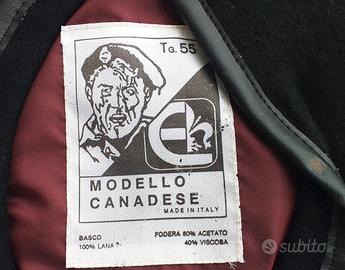 Tg. 55
MODELLO
CANADESE
MADE IN ITALY
BASCO
100% LANA
FODERA 60% ACETATO
40% VISCOSA
subito